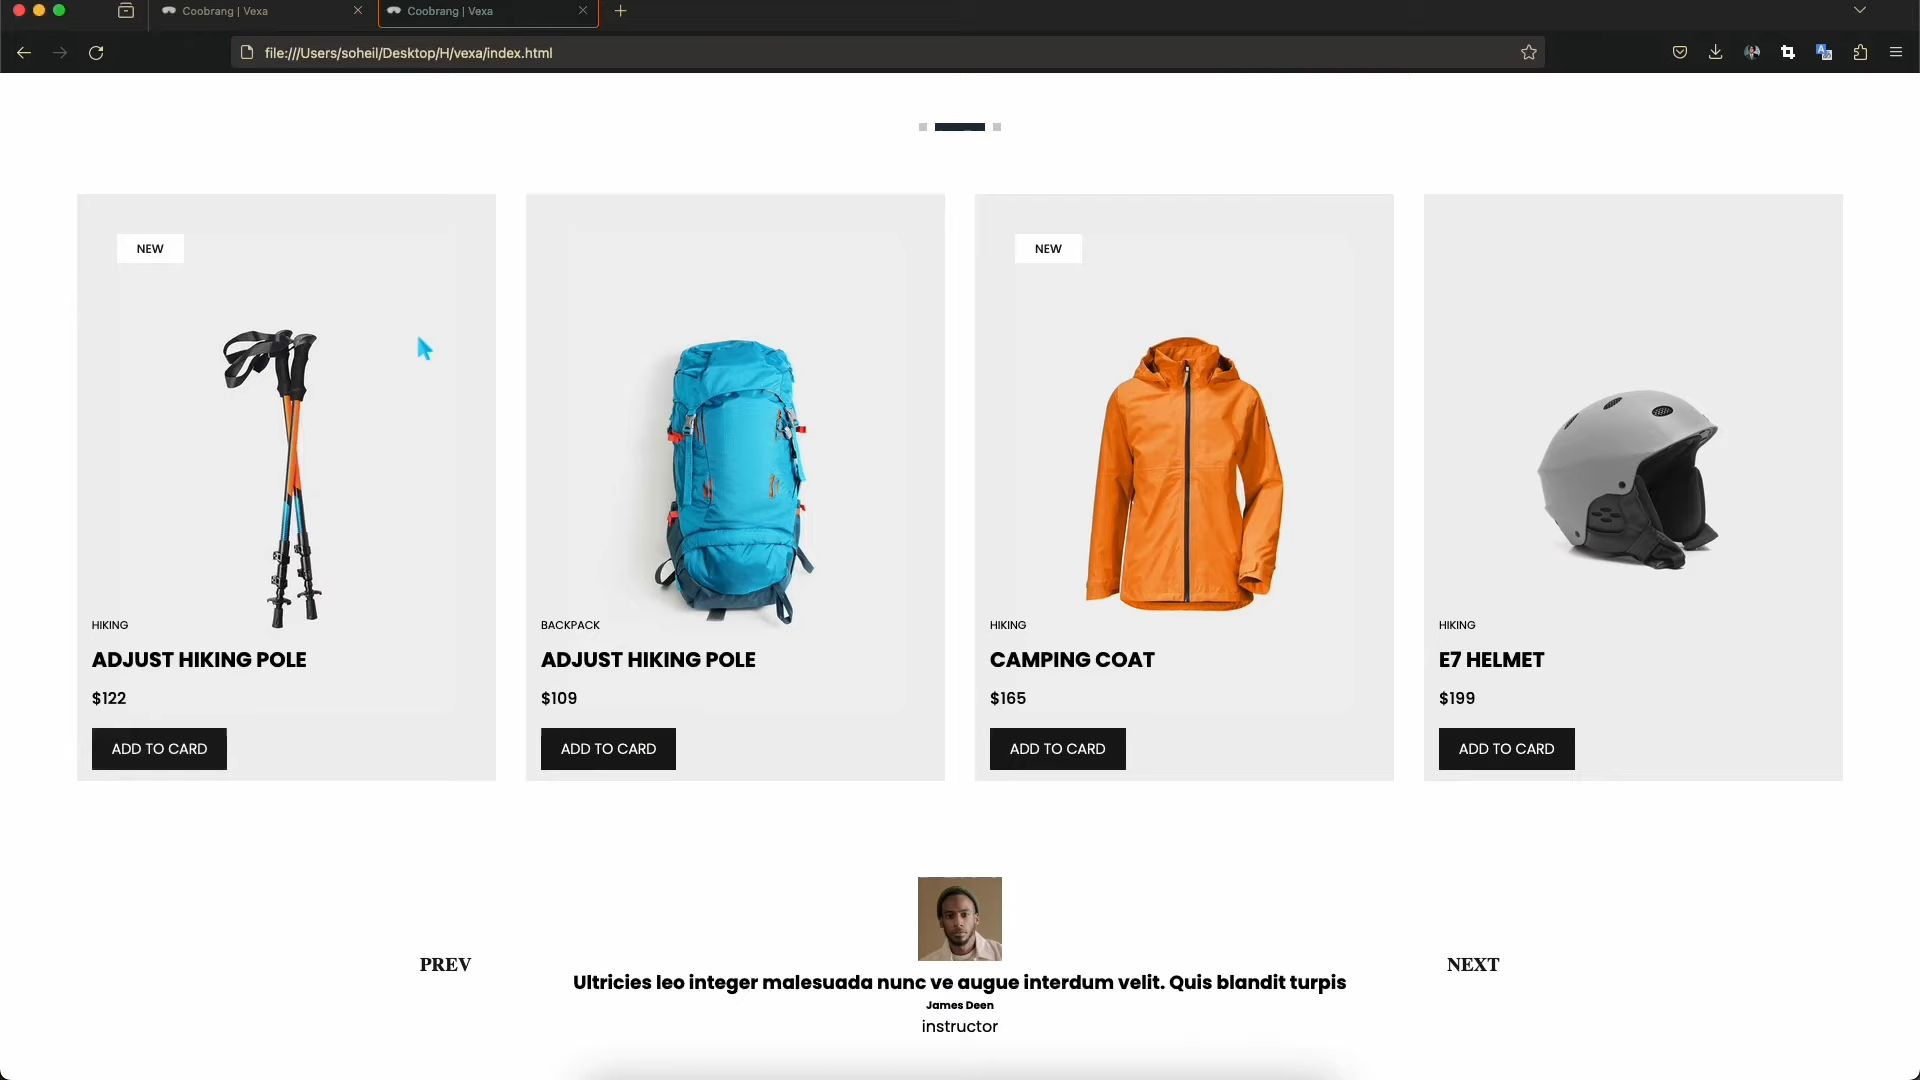 Coobrang | Vexa
Coobrang | Vexa
file:///Users/soheil/Desktop/H/vexa/index.html
NEW
HIKING
ADJUST HIKING POLE
$122
ADD TO CARD
BACKPACK
ADJUST HIKING POLE
$109
ADD TO CARD
NEW
HIKING
CAMPING COAT
$165
ADD TO CARD
HIKING
E7 HELMET
$199
ADD TO CARD
PREV
Ultricies leo integer malesuada nunc ve augue interdum velit. Quis blandit turpis
James Deen
instructor
NEXT